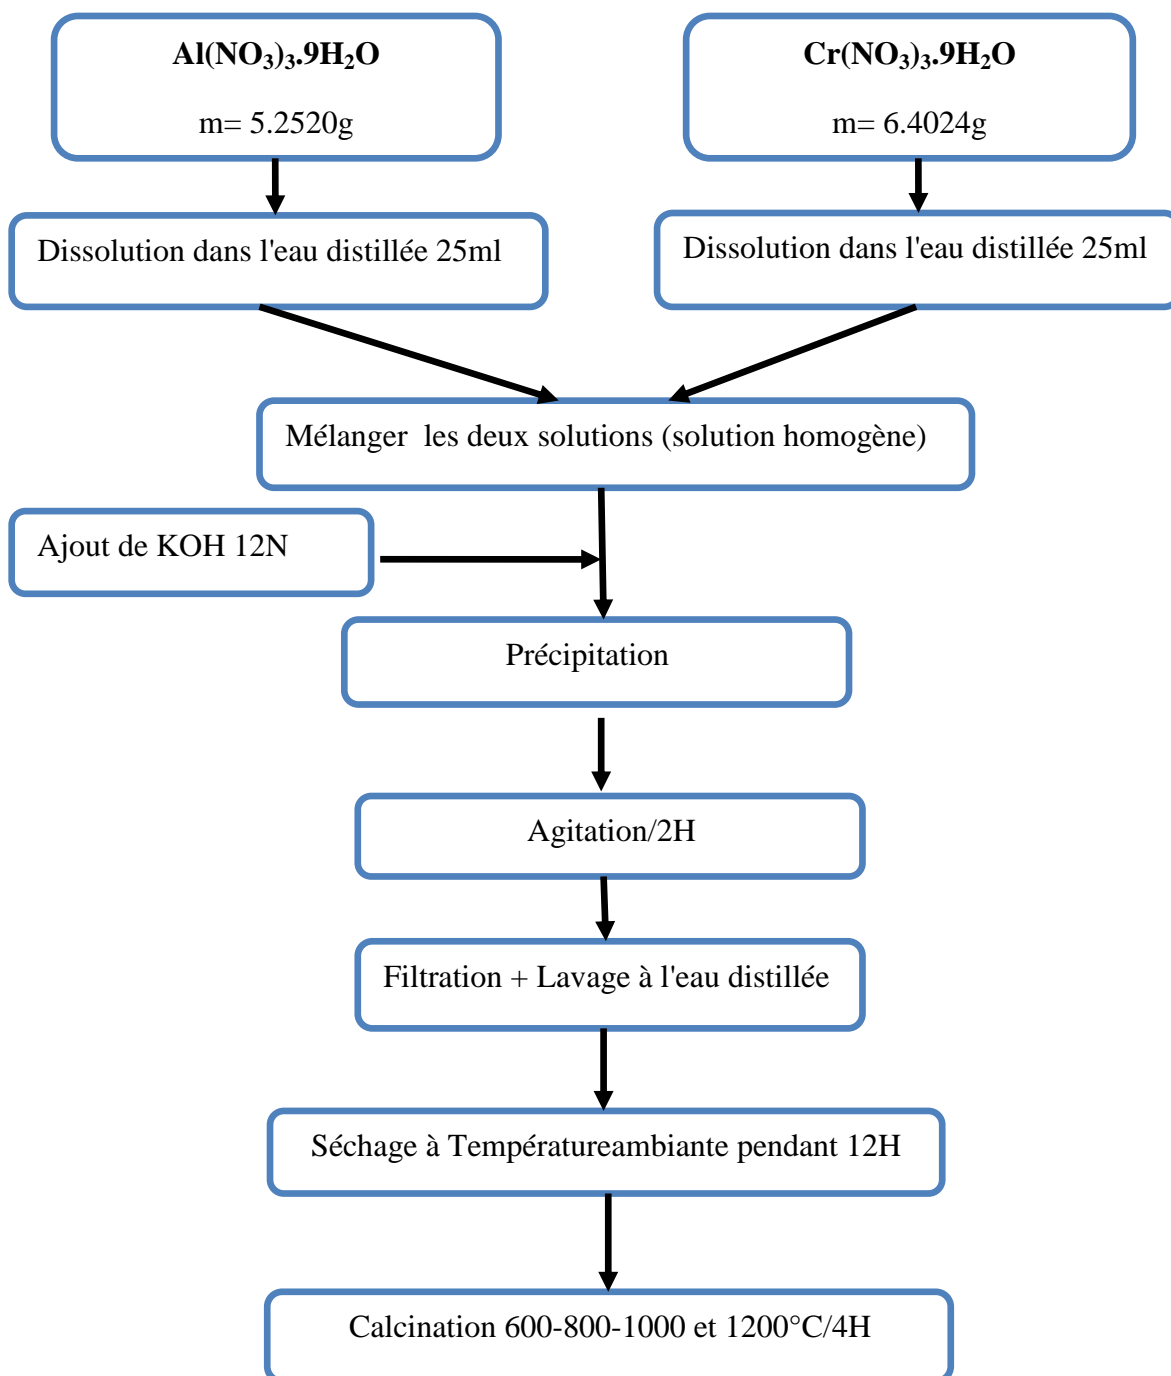 Al(NO₃)₃.9H₂O
m= 5.2520g
Cr(NO₃)₃.9H₂O
m= 6.4024g
Dissolution dans l'eau distillée 25ml
Dissolution dans l'eau distillée 25ml
Mélanger  les deux solutions (solution homogène)
Ajout de KOH 12N
Précipitation
Agitation/2H
Filtration + Lavage à l'eau distillée
Séchage à Températureambiante pendant 12H
Calcination 600-800-1000 et 1200°C/4H